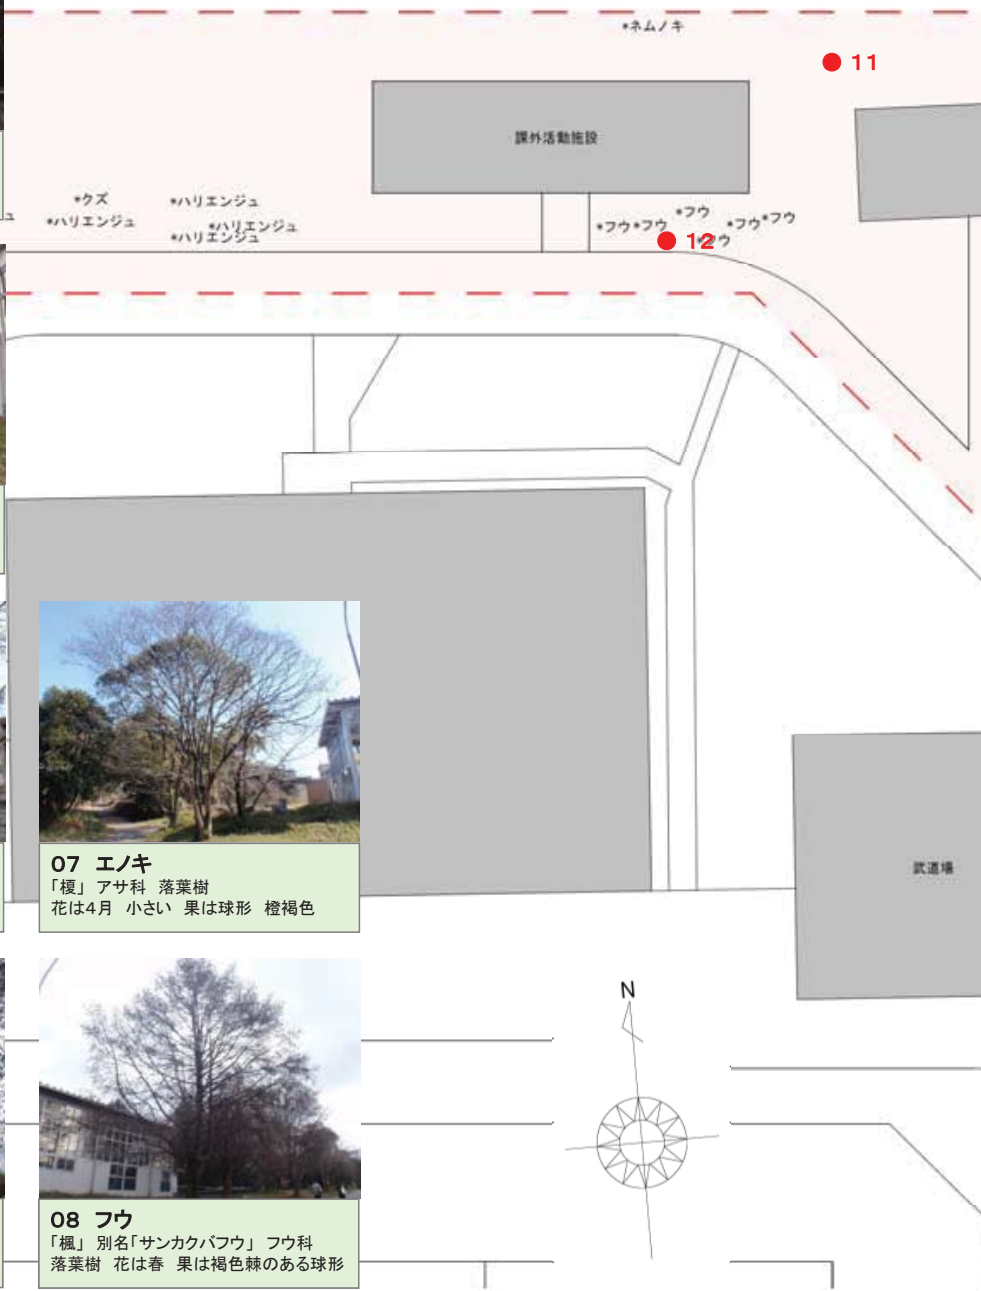 *ネムノキ
11
課外活動施設
*クズ
*ハリエンジュ
*フウ
ュ
*ハリエンジュ
*ハリエンジュ
*フウ*フウ
*フウ*フウ
*ハリエンジュ
12
*フウ
07 エノキ
「榎」 アサ科 落葉樹
花は4月 小さい 果は球形 橙褐色
武道場
N
08 フウ
「楓」 別名「サンカクバフウ」 フウ科
落葉樹 花は春 果は褐色棘のある球形